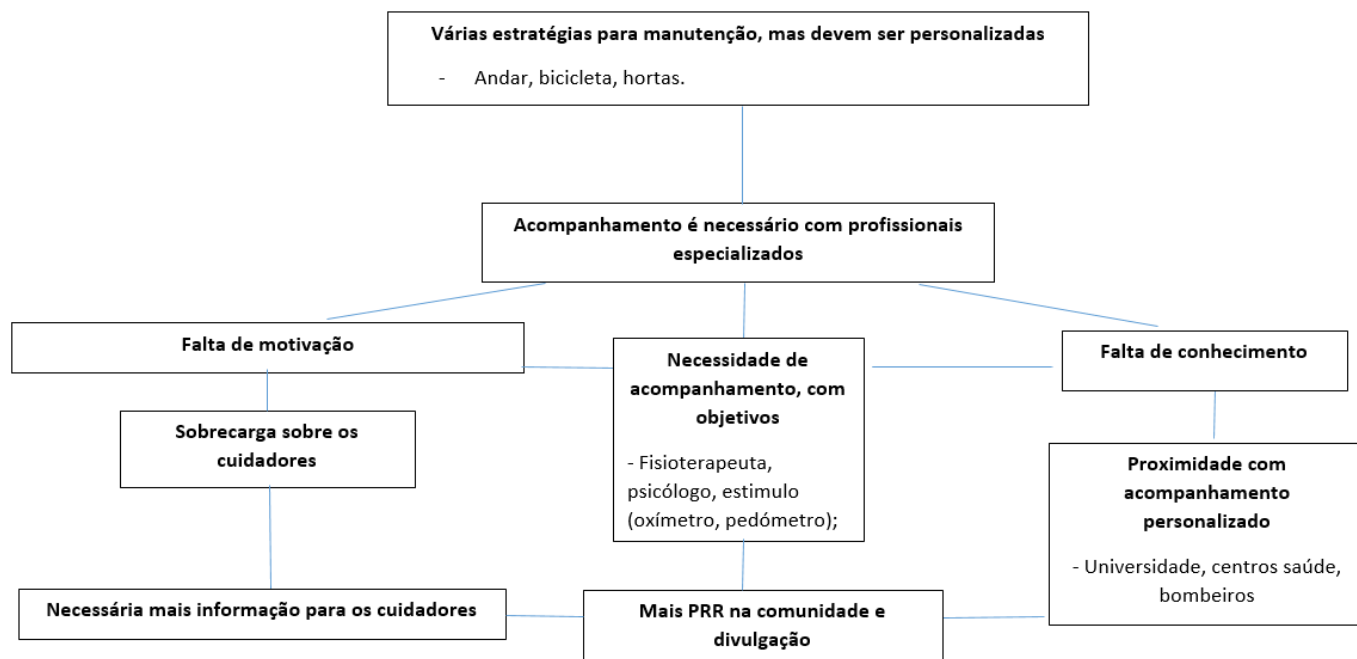 Várias estratégias para manutenção, mas devem ser personalizadas
- Andar, bicicleta, hortas.
Acompanhamento é necessário com profissionais
especializados
Falta de motivação
Necessidade de
acompanhamento, com
objetivos
- Fisioterapeuta,
psicólogo, estimulo
(oxímetro, pedómetro);
Falta de conhecimento
Sobrecarga sobre os
cuidadores
Proximidade com
acompanhamento
personalizado
- Universidade, centros saúde,
bombeiros
Necessária mais informação para os cuidadores
Mais PRR na comunidade e
divulgação